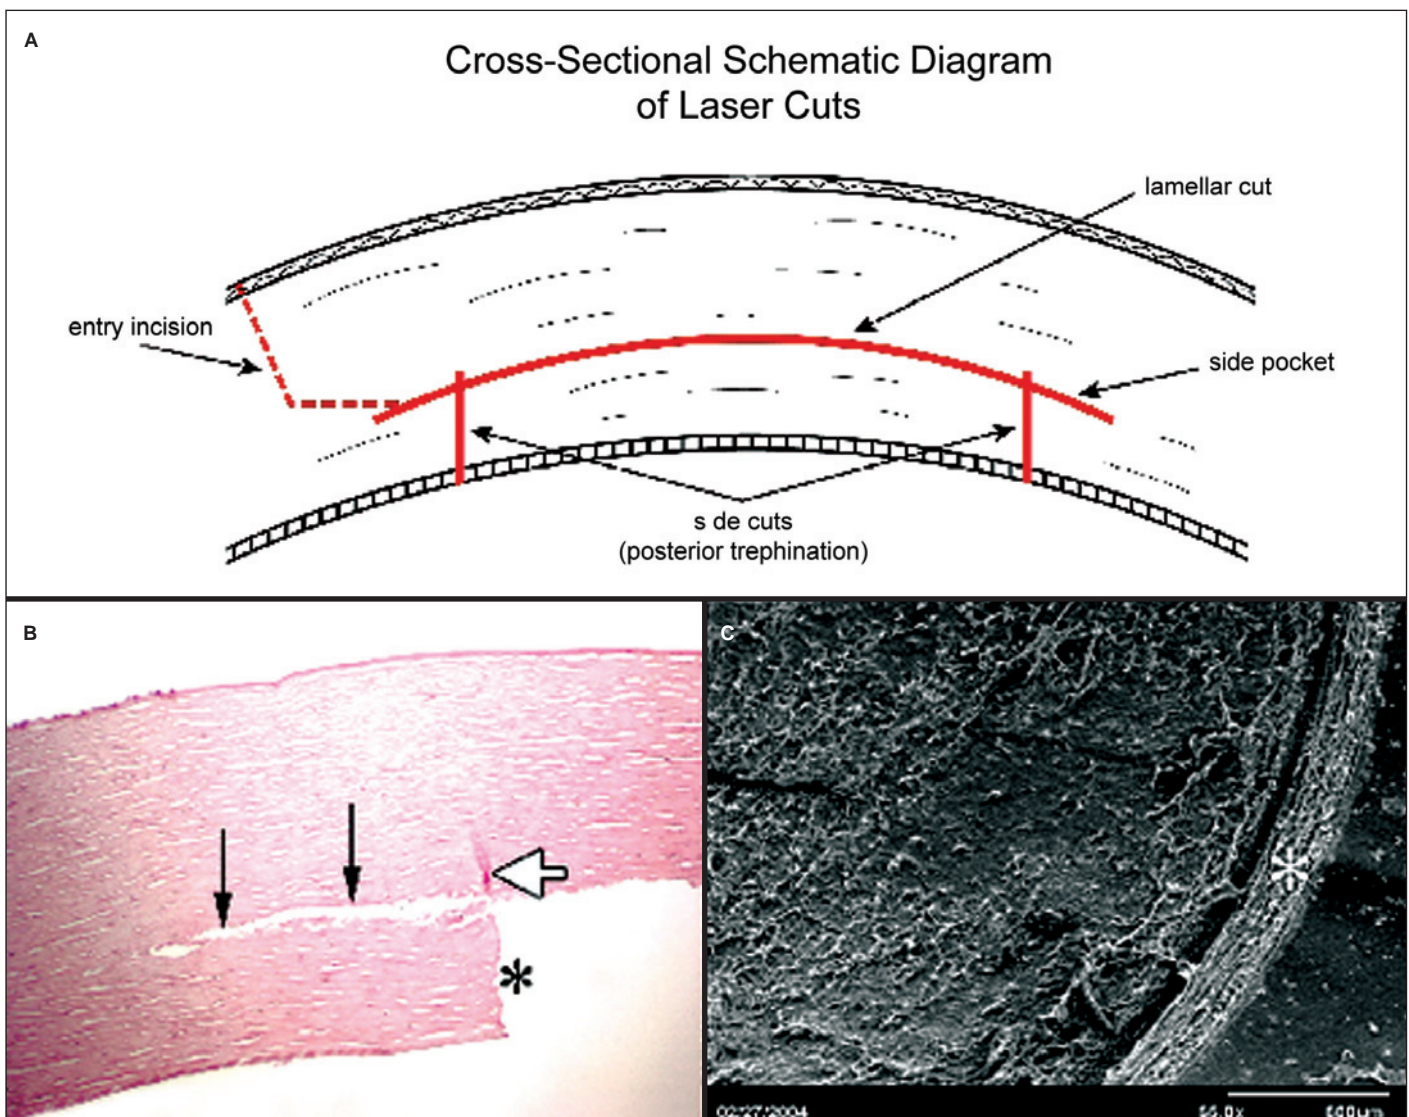 A
Cross-Sectional Schematic Diagram
of Laser Cuts
lamellar cut
entry incision
side pocket
s de cuts
(posterior trephination)
B
C
*
*
02/27/2004